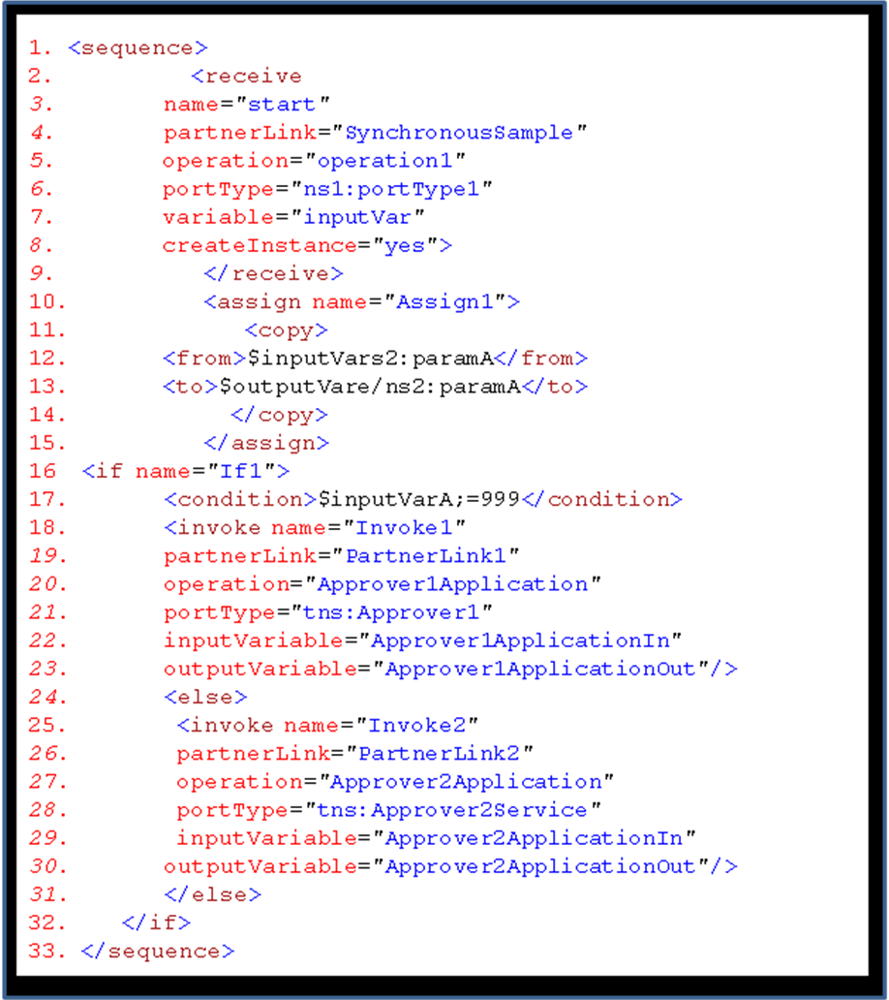 1. <sequence>
2. <receive
3. name="start"
4. partnerLink="SynchronousSample"
5. operation="operation1"
6. portType="ns1:portType1"
7. variable="inputVar"
8. createInstance="yes">
9. </receive>
10. <assign name="Assign1">
11. <copy>
12. <from>$inputVars2:paramA</from>
13. <to>$outputVare/ns2:paramA</to>
14. </copy>
15. </assign>
16 <if name="If1">
17. <condition>$inputVarA;=999</condition>
18. <invoke name="Invoke1"
19. partnerLink="PartnerLink1"
20. operation="Approver1Application"
21. portType="tns:Approver1"
22. inputVariable="Approver1ApplicationIn"
23. outputVariable="Approver1ApplicationOut"/>
24. <else>
25. <invoke name="Invoke2"
26. partnerLink="PartnerLink2"
27. operation="Approver2Application"
28. portType="tns:Approver2Service"
29. inputVariable="Approver2ApplicationIn"
30. outputVariable="Approver2ApplicationOut"/>
31. </else>
32. </if>
33. </sequence>